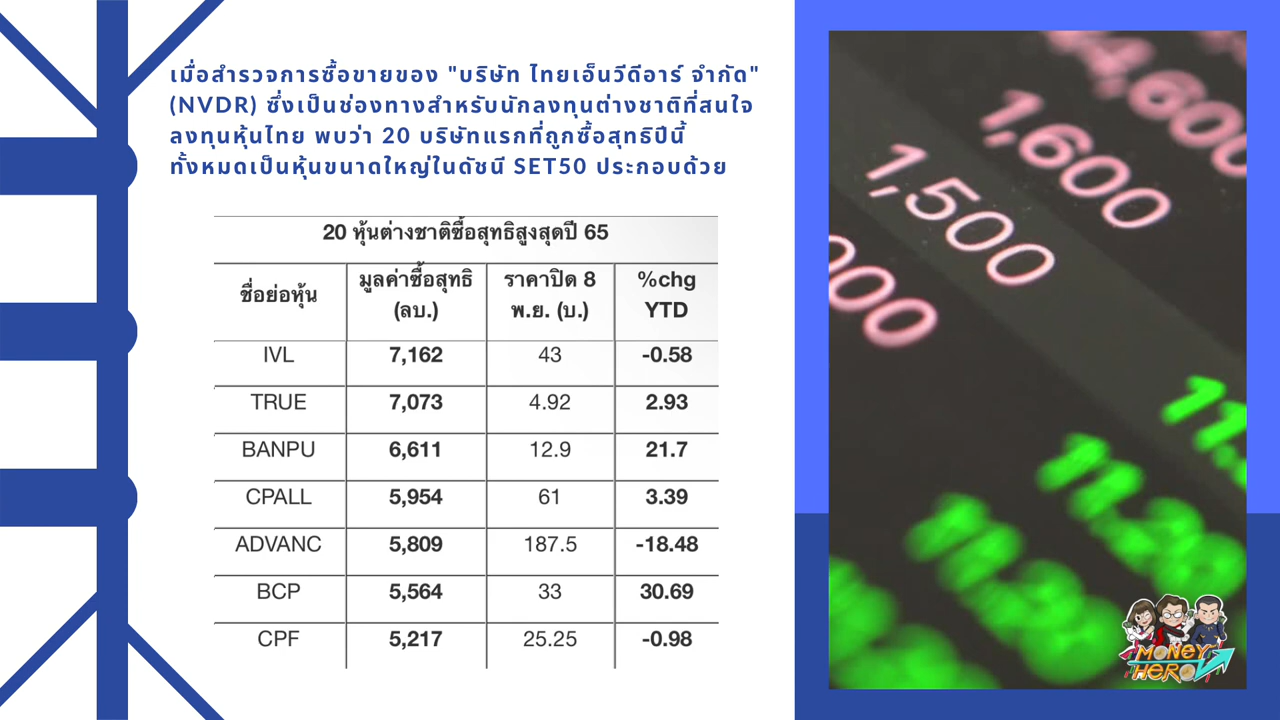 เมื่อสำรวจการซื้อขายของ "บริษัท ไทยเอ็นวีดีอาร์ จำกัด"
(NVDR) ซึ่งเป็นช่องทางสำหรับนักลงทุนต่างชาติที่สนใจ
ลงทุนหุ้นไทย พบว่า 20 บริษัทแรกที่ถูกซื้อสุทธิปีนี้
ทั้งหมดเป็นหุ้นขนาดใหญ่ในดัชนี SET50 ประกอบด้วย
20 หุ้นต่างชาติซื้อสุทธิสูงสุดปี 65
ชื่อย่อหุ้น มูลค่าซื้อสุทธิ (ลบ.) ราคาปิด 8 พ.ย. (บ.) %chg YTD
IVL 7,162 43 -0.58
TRUE 7,073 4.92 2.93
BANPU 6,611 12.9 21.7
CPALL 5,954 61 3.39
ADVANC 5,809 187.5 -18.48
BCP 5,564 33 30.69
CPF 5,217 25.25 -0.98
1,600
1,500
MONEY
HERO